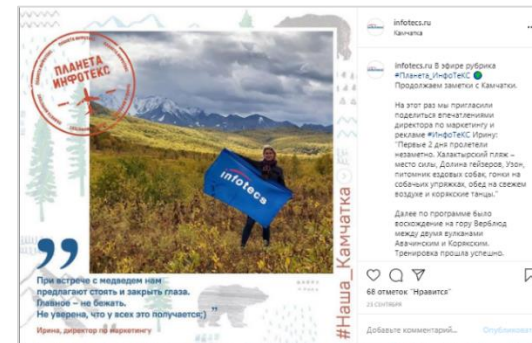 ПЛАНЕТА
ИНФОТЕКС
infotecs
#Наша_Камчатка
При встрече с медведем нам
предлагают стоять и закрыть глаза.
Главное – не бежать.
Не уверена, что у всех это получается;)
Ирина, директор по маркетингу
infotecs.ru
Камчатка
infotecs.ru В эфире рубрика
#Планета_ИнфоТеКС
Продолжаем заметки с Камчатки.
На этот раз мы пригласили
поделиться впечатлениями
директора по маркетингу и
рекламе #ИнфоТеКС Ирину:
"Первые 2 дня пролетели
незаметно. Халактырский пляж –
место силы, Долина гейзеров, Узон,
питомник ездовых собак, гонки на
собачьих упряжках, обед на свежем
воздухе и корякские танцы."
Далее по программе было
восхождение на гору Верблюд
между двумя вулканами
Авачинским и Корякским.
Тренировка прошла успешно.
68 отметок "Нравится"
23 СЕНТЯБРЯ
Добавьте комментарий...